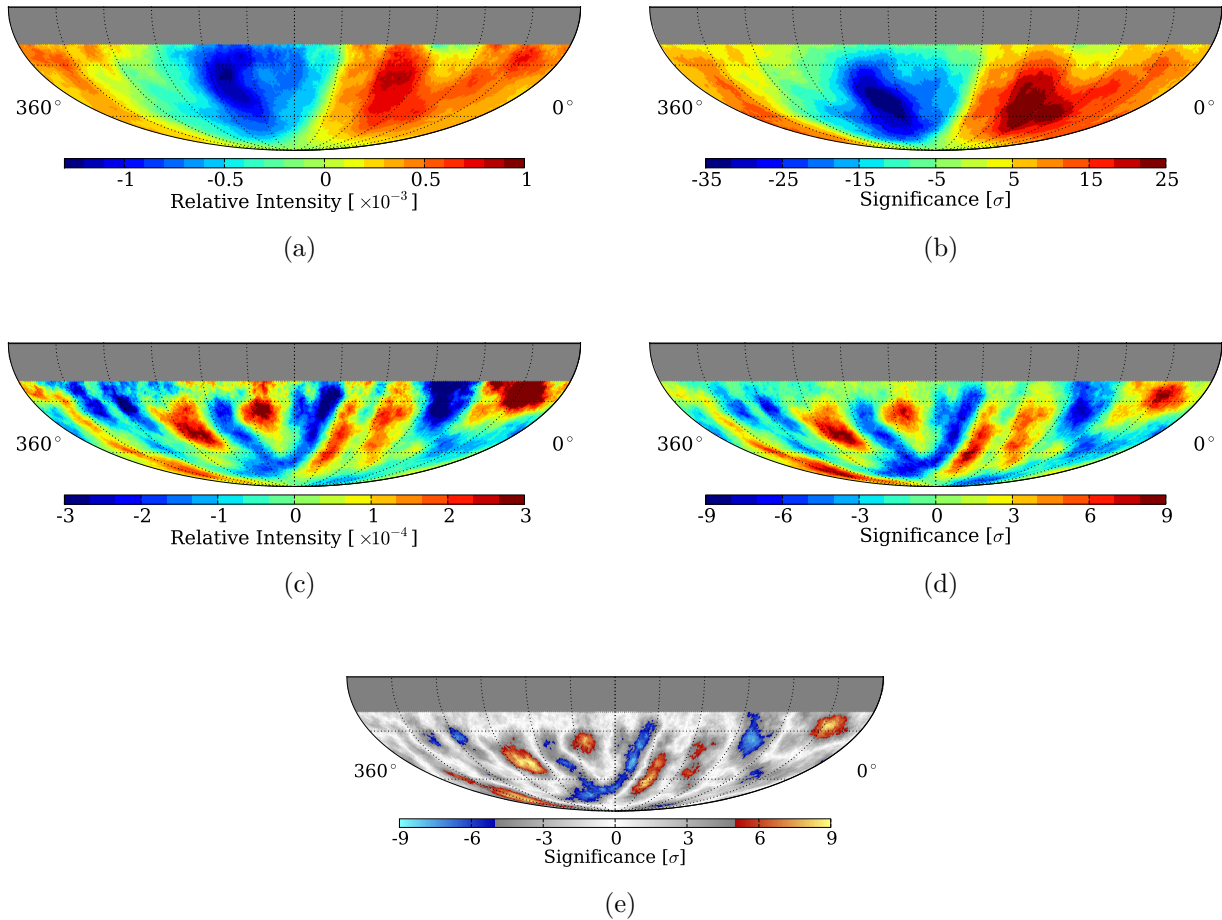 360° 0° 360° 0°
-1 -0.5 0 0.5 1 -35 -25 -15 -5 5 15 25
Relative Intensity [ ×10⁻³] Significance [σ]
(a) (b)
360° 0° 360° 0°
-3 -2 -1 0 1 2 3 -9 -6 -3 0 3 6 9
Relative Intensity [ ×10⁻⁴] Significance [σ]
(c) (d)
360° 0°
-9 -6 -3 0 3 6 9
Significance [σ]
(e)